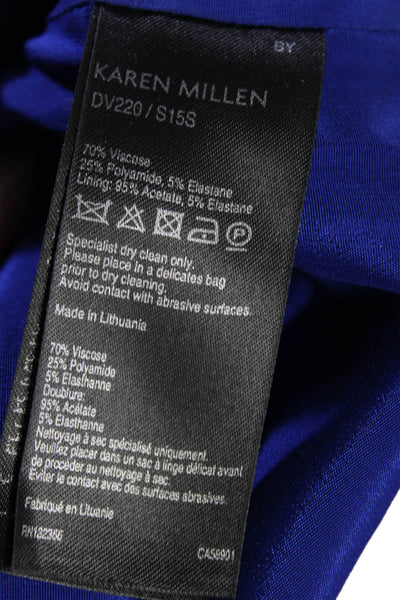 BY
KAREN MILLEN
DV220 / S15S
70% Viscose
25% Polyamide, 5% Elastane
Lining: 95% Acetate, 5% Elastane
P
Specialist dry clean only.
Please place in a delicates bag
prior to dry cleaning.
Avoid contact with abrasive surfaces.
Made in Lithuania
70% Viscose
25% Polyamide
5% Elasthanne
Doublure:
95% Acétate
5% Elasthanne
Nettoyage à sec spécialisé uniquement.
Veuillez placez dans un sac à linge délicat avant
de procéder au nettoyage à sec.
Evitez le contact avec des surfaces abrasives.
Fabriqué en Lituanie
RN132366
CA58901